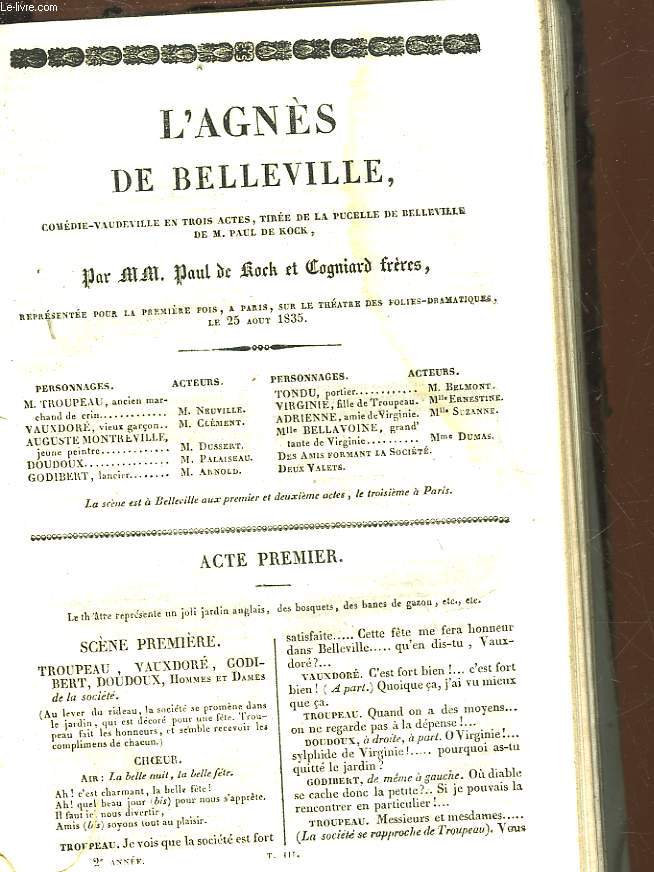 Le-livre.com
L'AGNÈS
DE BELLEVILLE,
COMÉDIE-VAUDEVILLE EN TROIS ACTES, TIRÉE DE LA PUCELLE DE BELLEVILLE
DE M. PAUL DE KOCK,
Par MM. Paul de Kock et Cogniard frères,
REPRÉSENTÉE POUR LA PREMIÈRE FOIS, A PARIS, SUR LE THÉATRE DES FOLIES-DRAMATIQUES,
LE 25 AOUT 1835.
PERSONNAGES. ACTEURS.
M. TROUPEAU, ancien mar-
chand de crin............ M. Neuville.
VAUXDORÉ, vieux garçon.. M. Clément.
AUGUSTE MONTREVILLE,
jeune peintre............. M. Dussert.
DOUDOUX............... M. Palaiseau.
GODIBERT, lancier........ M. Arnold.
PERSONNAGES. ACTEURS.
TONDU, portier............ M. Belmont.
VIRGINIE, fille de Troupeau. Mlle Ernestine.
ADRIENNE, amie de Virginie. Mlle Suzanne.
Mlle BELLAVOINE, grand'
tante de Virginie.......... Mme Dumas.
Des Amis formant la Société.
Deux Valets.
La scène est à Belleville aux premier et deuxième actes, le troisième à Paris.
ACTE PREMIER.
Le th'âtre représente un joli jardin anglais, des bosquets, des bancs de gazon, etc., etc.
SCÈNE PREMIÈRE.
TROUPEAU, VAUXDORÉ, GODI-
BERT, DOUDOUX, Hommes et Dames
de la société.
(Au lever du rideau, la société se promène dans
le jardin, qui est décoré pour une fête. Trou-
peau fait les honneurs, et semble recevoir les
complimens de chacun.)
CHŒUR.
Air : La belle nuit, la belle fête.
Ah! c'est charmant, la belle fête!
Ah! quel beau jour (bis) pour nous s'apprête.
Il faut ici nous divertir,
Amis (bis) soyons tout au plaisir.
TROUPEAU. Je vois que la société est fort
2e ANNÉE. T. III.
satisfaite..... Cette fête me fera honneur
dans Belleville..... qu'en dis-tu, Vaux-
doré?...
VAUXDORÉ. C'est fort bien!... c'est fort
bien! (A part.) Quoique ça, j'ai vu mieux
que ça.
TROUPEAU. Quand on a des moyens...
on ne regarde pas à la dépense!...
DOUDOUX, à droite, à part. O Virginie!...
sylphide de Virginie!..... pourquoi as-tu
quitté le jardin?
GODIBERT, de même à gauche. Où diable
se cache donc la petite?.. Si je pouvais la
rencontrer en particulier!...
TROUPEAU. Messieurs et mesdames.....
(La société se rapproche de Troupeau). Vous